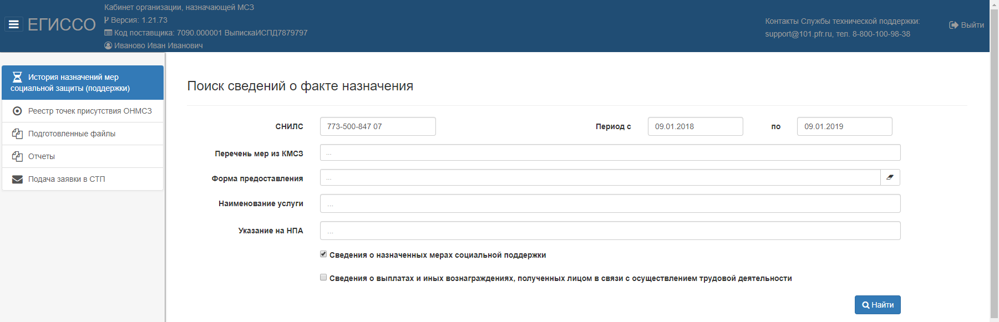 Кабинет организации, назначающей МСЗ
ЕГИССО
Версия: 1.21.73
Код поставщика: 7090.000001 ВыпискаИСПД7879797
Иваново Иван Иванович
Контакты Службы технической поддержки:
support@101.pfr.ru, тел. 8-800-100-98-38
Выйти
История назначений мер
социальной защиты (поддержки)
Реестр точек присутствия ОНМСЗ
Подготовленные файлы
Отчеты
Подача заявки в СТП
Поиск сведений о факте назначения
СНИЛС 773-500-847 07 Период с 09.01.2018 по 09.01.2019
Перечень мер из КМСЗ ...
Форма предоставления ...
Наименование услуги ...
Указание на НПА ...
Сведения о назначенных мерах социальной поддержки
Сведения о выплатах и иных вознаграждениях, полученных лицом в связи с осуществлением трудовой деятельности
Найти